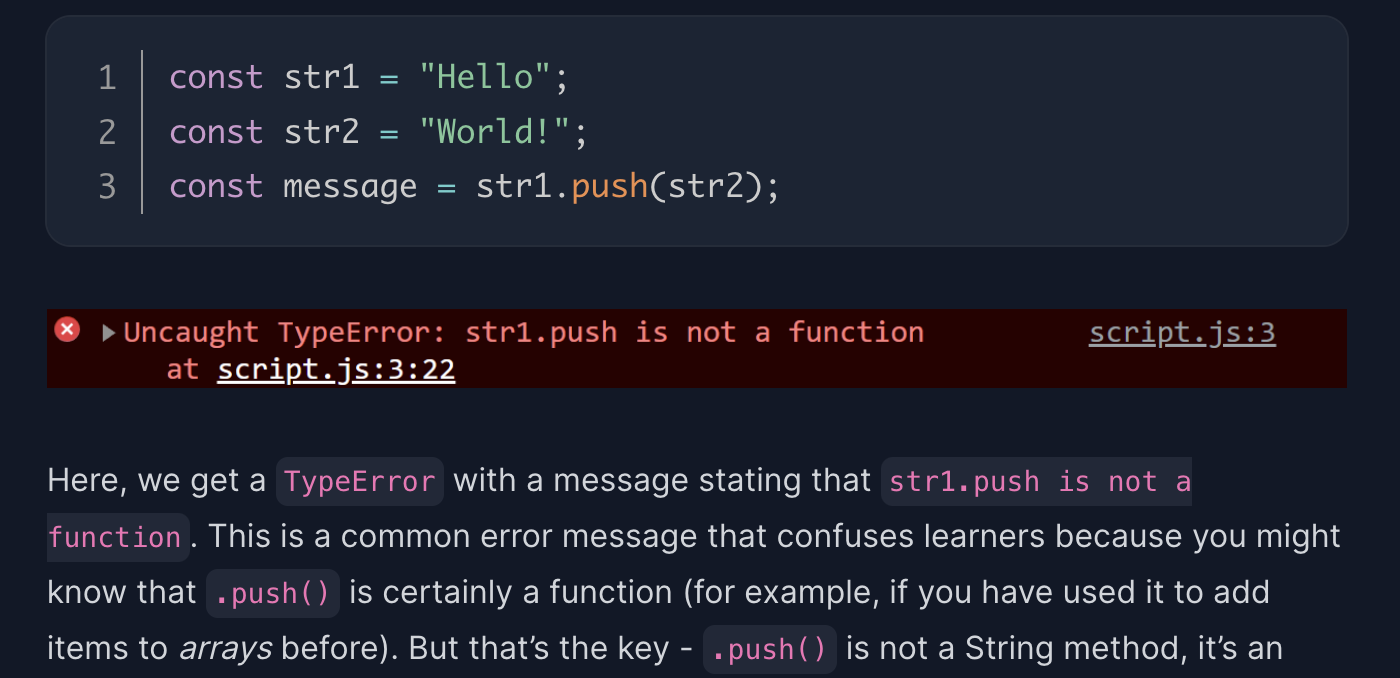 1 const str1 = "Hello";
2 const str2 = "World!";
3 const message = str1.push(str2);
Uncaught TypeError: str1.push is not a function script.js:3
at script.js:3:22
Here, we get a TypeError with a message stating that str1.push is not a
function. This is a common error message that confuses learners because you might
know that .push() is certainly a function (for example, if you have used it to add
items to arrays before). But that’s the key - .push() is not a String method, it’s an